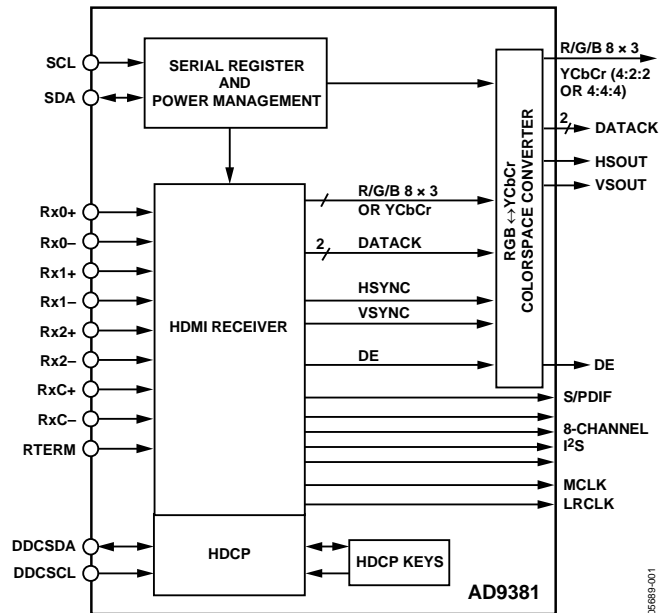 SCL
SDA
SERIAL REGISTER
AND
POWER MANAGEMENT
R/G/B 8 × 3
YCbCr (4:2:2
OR 4:4:4)
2
DATACK
HSOUT
VSOUT
RGB ↔ YCbCr
COLORSPACE CONVERTER
Rx0+
Rx0–
Rx1+
Rx1–
Rx2+
Rx2–
RxC+
RxC–
RTERM
HDMI RECEIVER
R/G/B 8 × 3
OR YCbCr
2
DATACK
HSYNC
VSYNC
DE
DE
S/PDIF
8-CHANNEL
I²S
MCLK
LRCLK
DDCSDA
DDCSCL
HDCP
HDCP KEYS
AD9381
05689-001